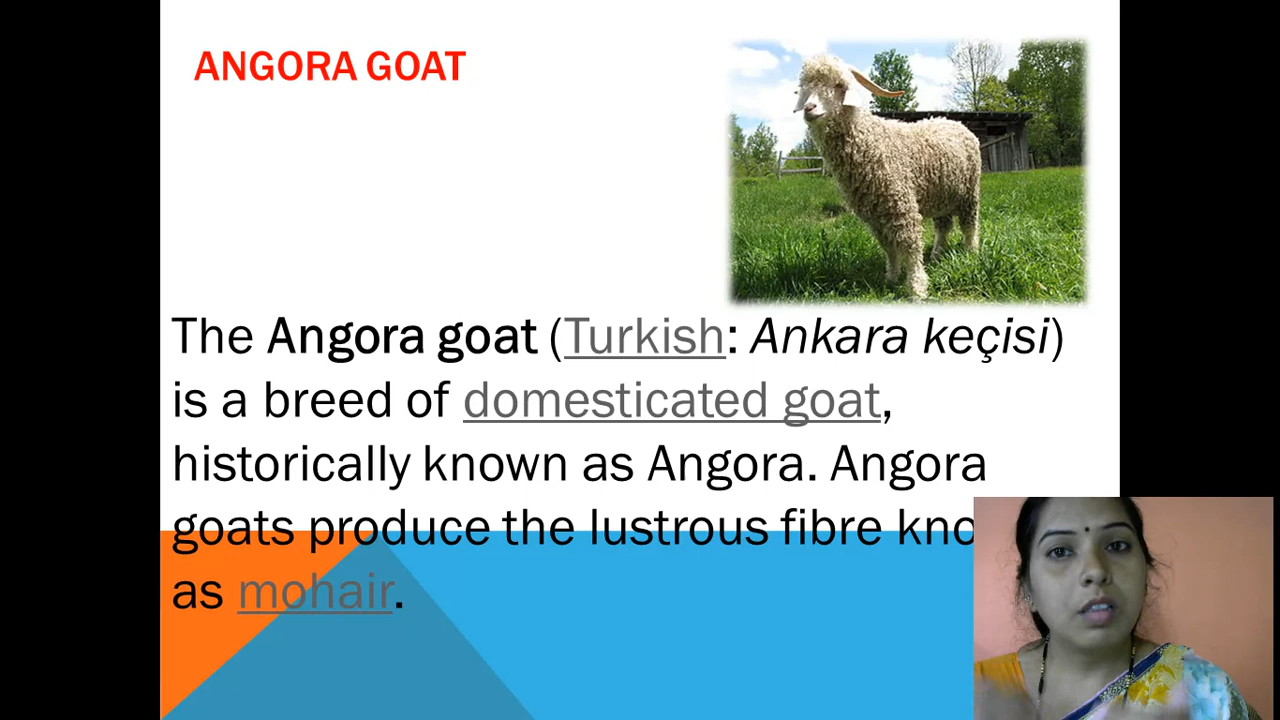 ANGORA GOAT
The Angora goat (Turkish: Ankara keçisi)
is a breed of domesticated goat,
historically known as Angora. Angora
goats produce the lustrous fibre kno
as mohair.